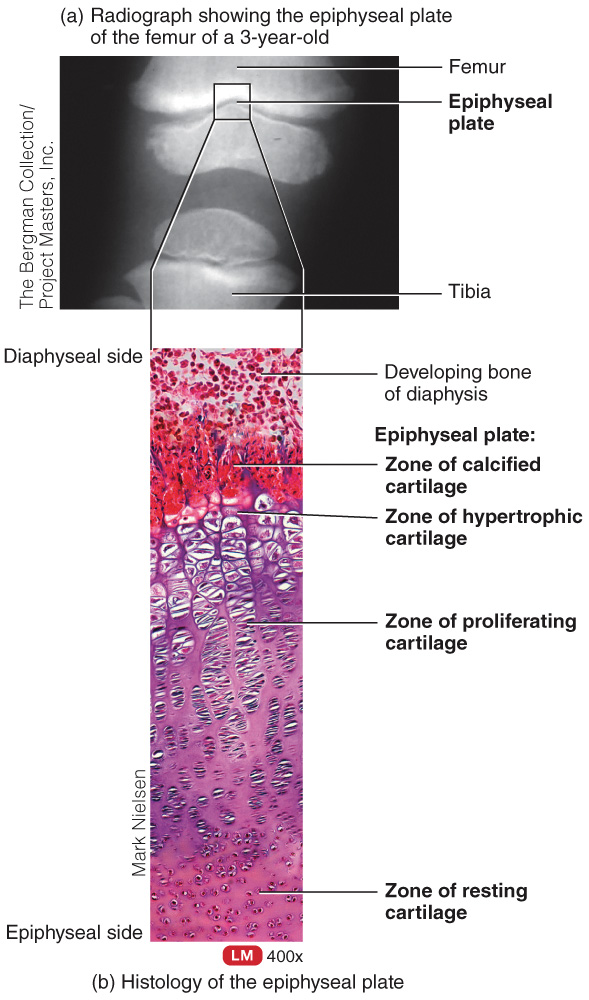 (a) Radiograph showing the epiphyseal plate
of the femur of a 3-year-old
The Bergman Collection/
Project Masters, Inc.
Femur
Epiphyseal
plate
Tibia
Diaphyseal side
Developing bone
of diaphysis
Epiphyseal plate:
Zone of calcified
cartilage
Zone of hypertrophic
cartilage
Zone of proliferating
cartilage
Mark Nielsen
Zone of resting
cartilage
Epiphyseal side
LM 400x
(b) Histology of the epiphyseal plate